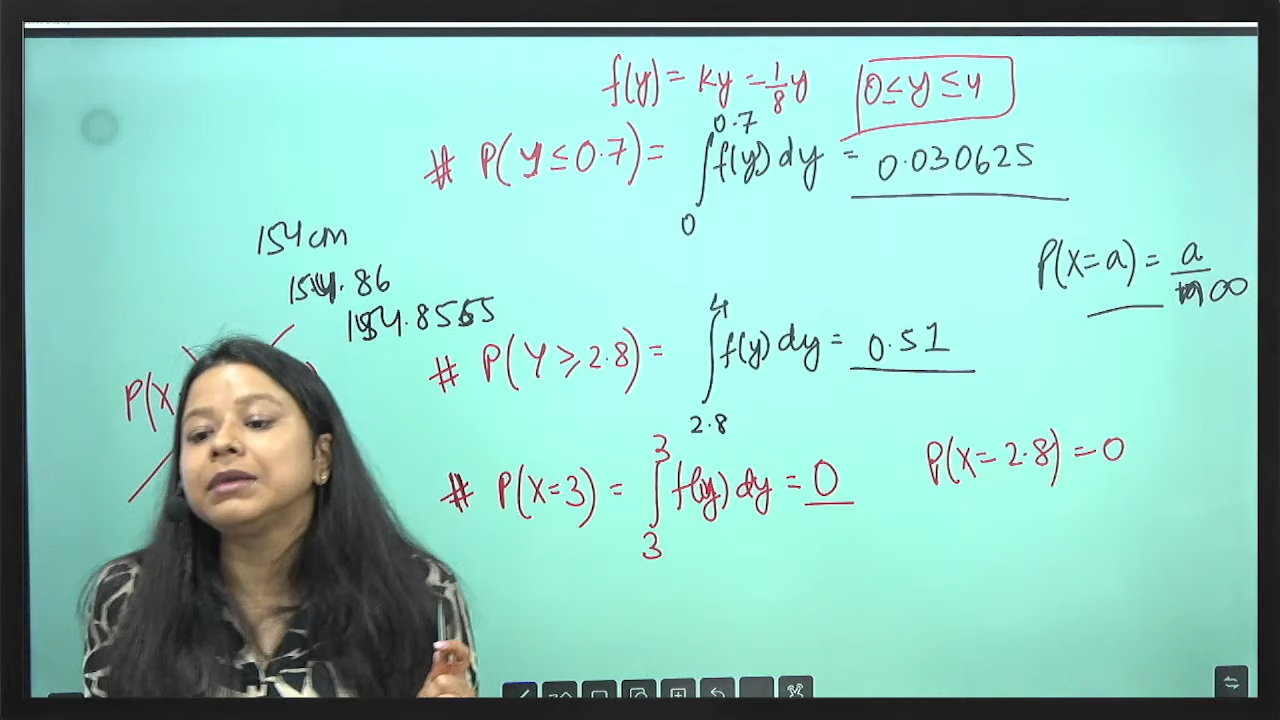 f(y) = ky = 1/8 y 0 ≤ y ≤ 4
# P(Y ≤ 0.7) = ∫₀^0.7 f(y) dy = 0.030625
154 cm
154.86
154.8565
P(X=a) = a/∞
# P(Y ≥ 2.8) = ∫₂.₈^4 f(y) dy = 0.51
P(X
# P(X=3) = ∫₃^3 f(y) dy = 0
P(X=2.8) = 0